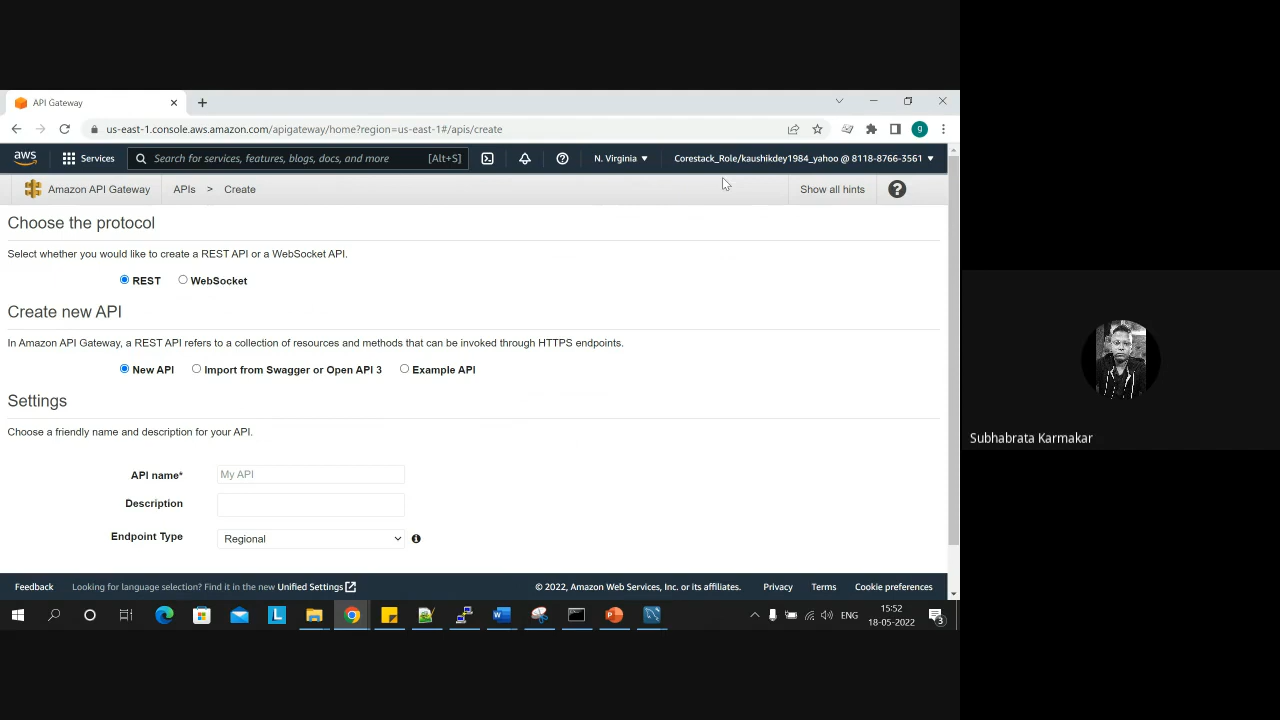 API Gateway
us-east-1.console.aws.amazon.com/apigateway/home?region=us-east-1#/apis/create
g
aws
Services
Search for services, features, blogs, docs, and more
[Alt+S]
N. Virginia
Corestack_Role/kaushikdey1984_yahoo @ 8118-8766-3561
Amazon API Gateway
APIs > Create
Show all hints
Choose the protocol
Select whether you would like to create a REST API or a WebSocket API.
REST
WebSocket
Create new API
In Amazon API Gateway, a REST API refers to a collection of resources and methods that can be invoked through HTTPS endpoints.
New API
Import from Swagger or Open API 3
Example API
Settings
Choose a friendly name and description for your API.
API name*
My API
Description
Endpoint Type
Regional
Feedback
Looking for language selection? Find it in the new Unified Settings
© 2022, Amazon Web Services, Inc. or its affiliates.
Privacy
Terms
Cookie preferences
L
ENG
15:52
18-05-2022
3
Subhabrata Karmakar